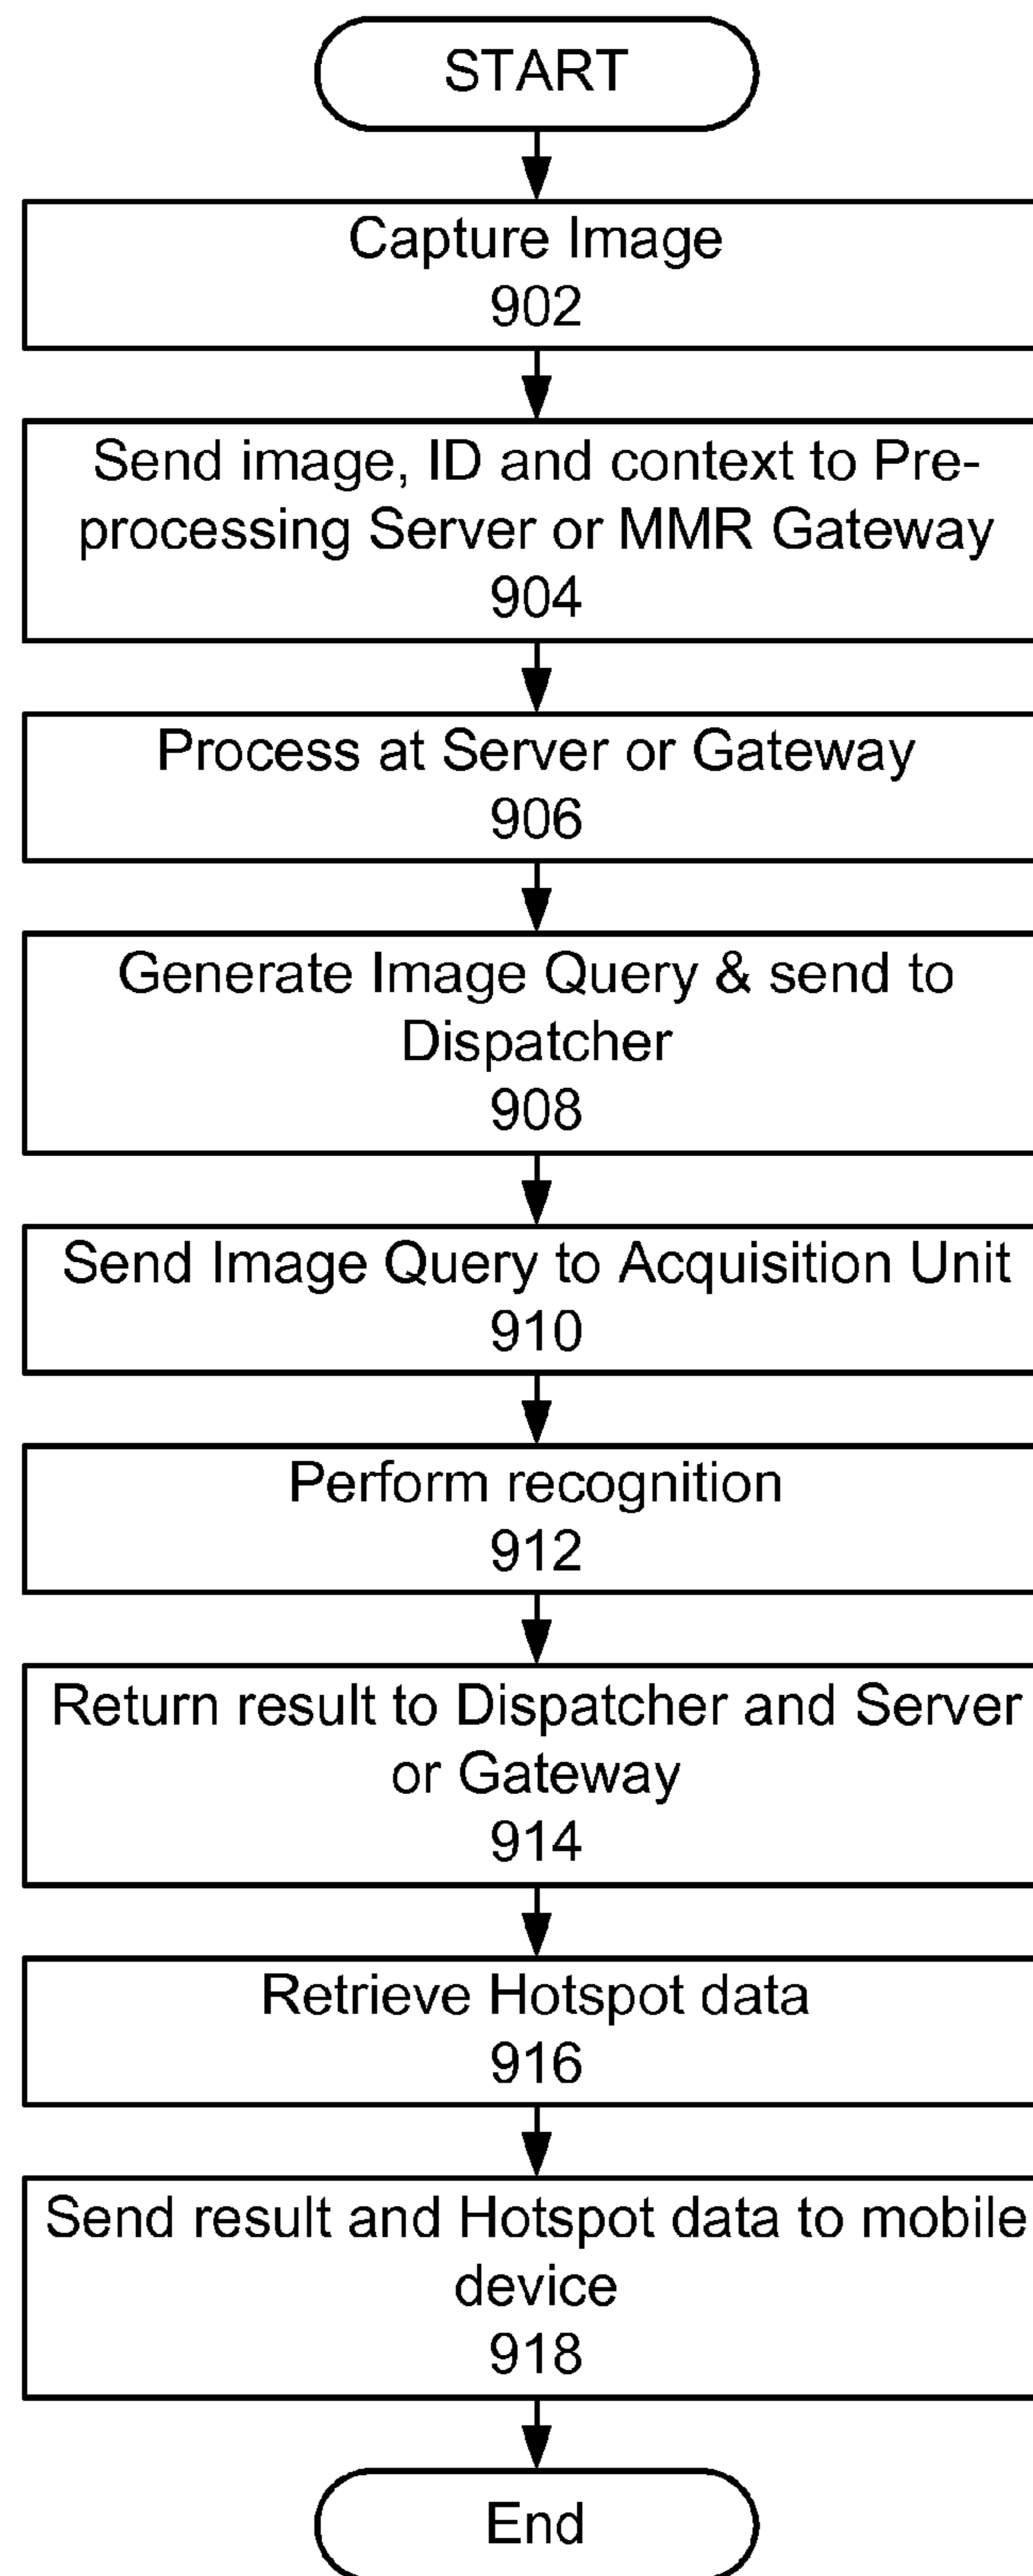 START
Capture Image
902
Send image, ID and context to Pre-
processing Server or MMR Gateway
904
Process at Server or Gateway
906
Generate Image Query & send to
Dispatcher
908
Send Image Query to Acquisition Unit
910
Perform recognition
912
Return result to Dispatcher and Server
or Gateway
914
Retrieve Hotspot data
916
Send result and Hotspot data to mobile
device
918
End